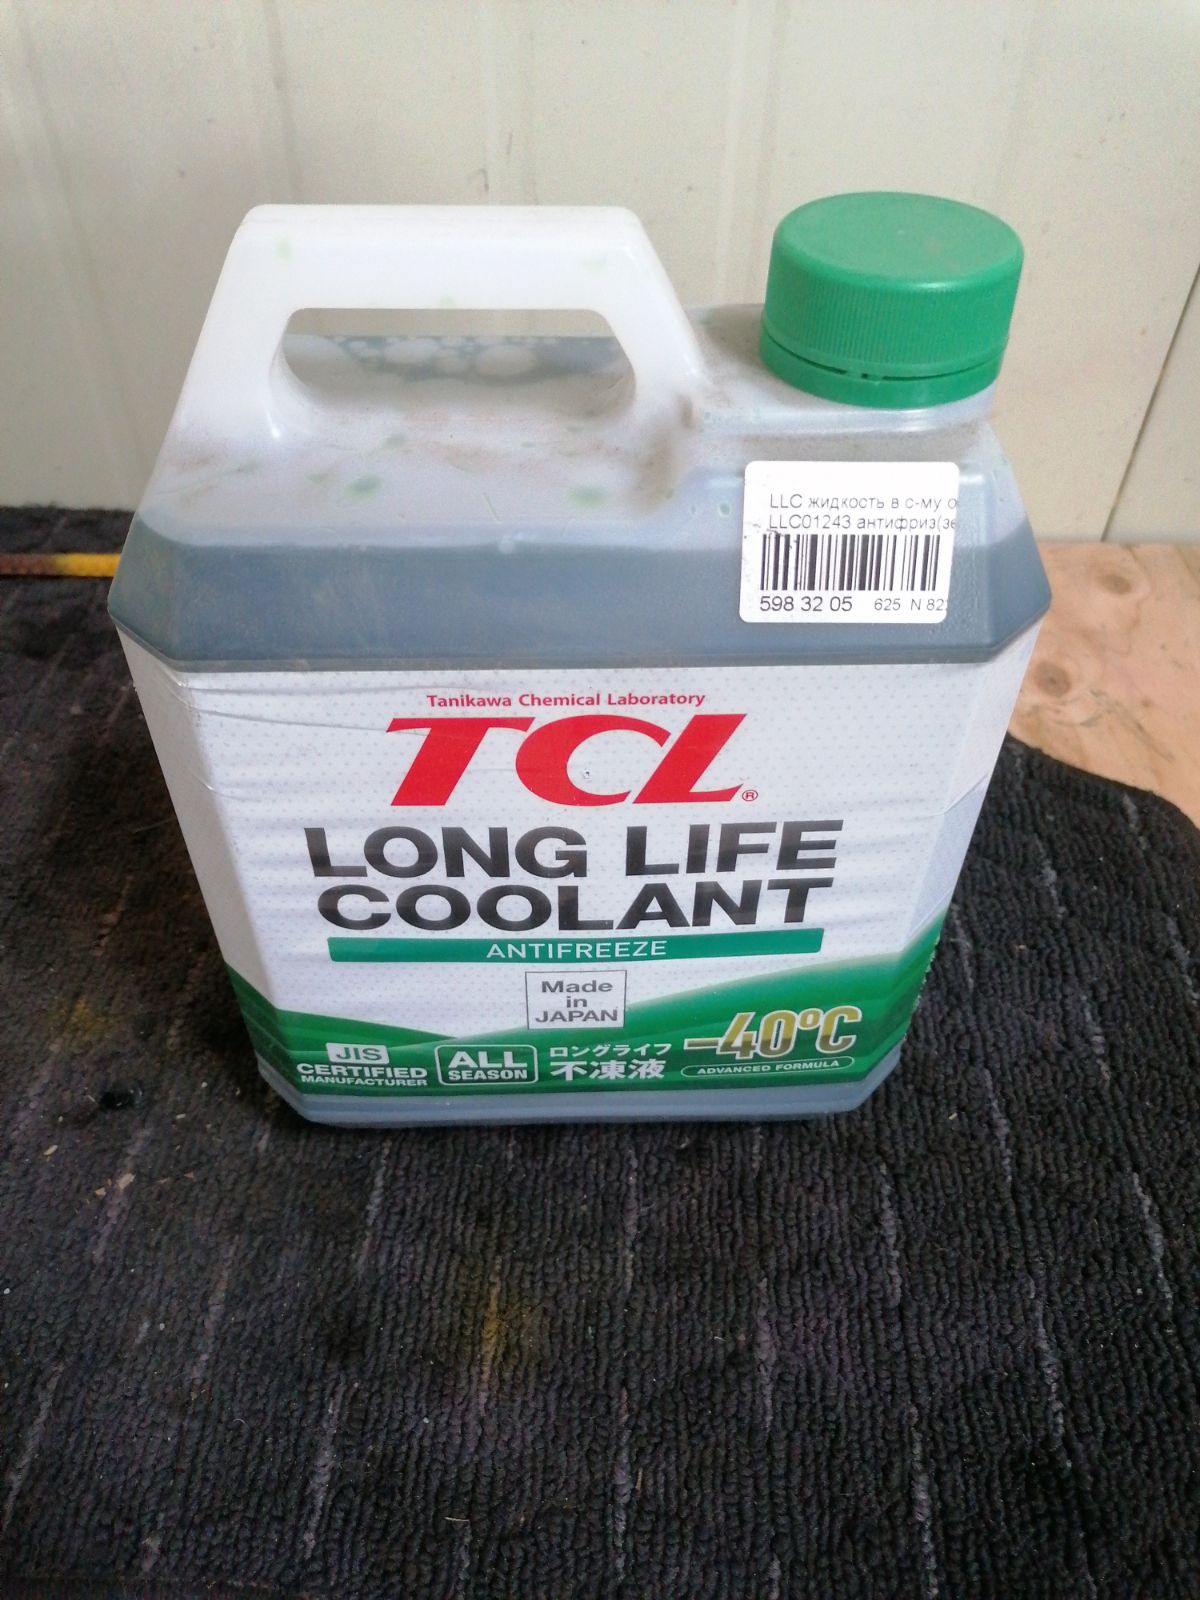 LLC жидкость в с-му о
LLC01243 антифриз(зе
598 32 05 625 N 82
Tanikawa Chemical Laboratory
TCL®
LONG LIFE
COOLANT
ANTIFREEZE
Made
in
JAPAN
-40°C
ADVANCED FORMULA
JIS
CERTIFIED
MANUFACTURER
ALL
SEASON
ロングライフ
不凍液